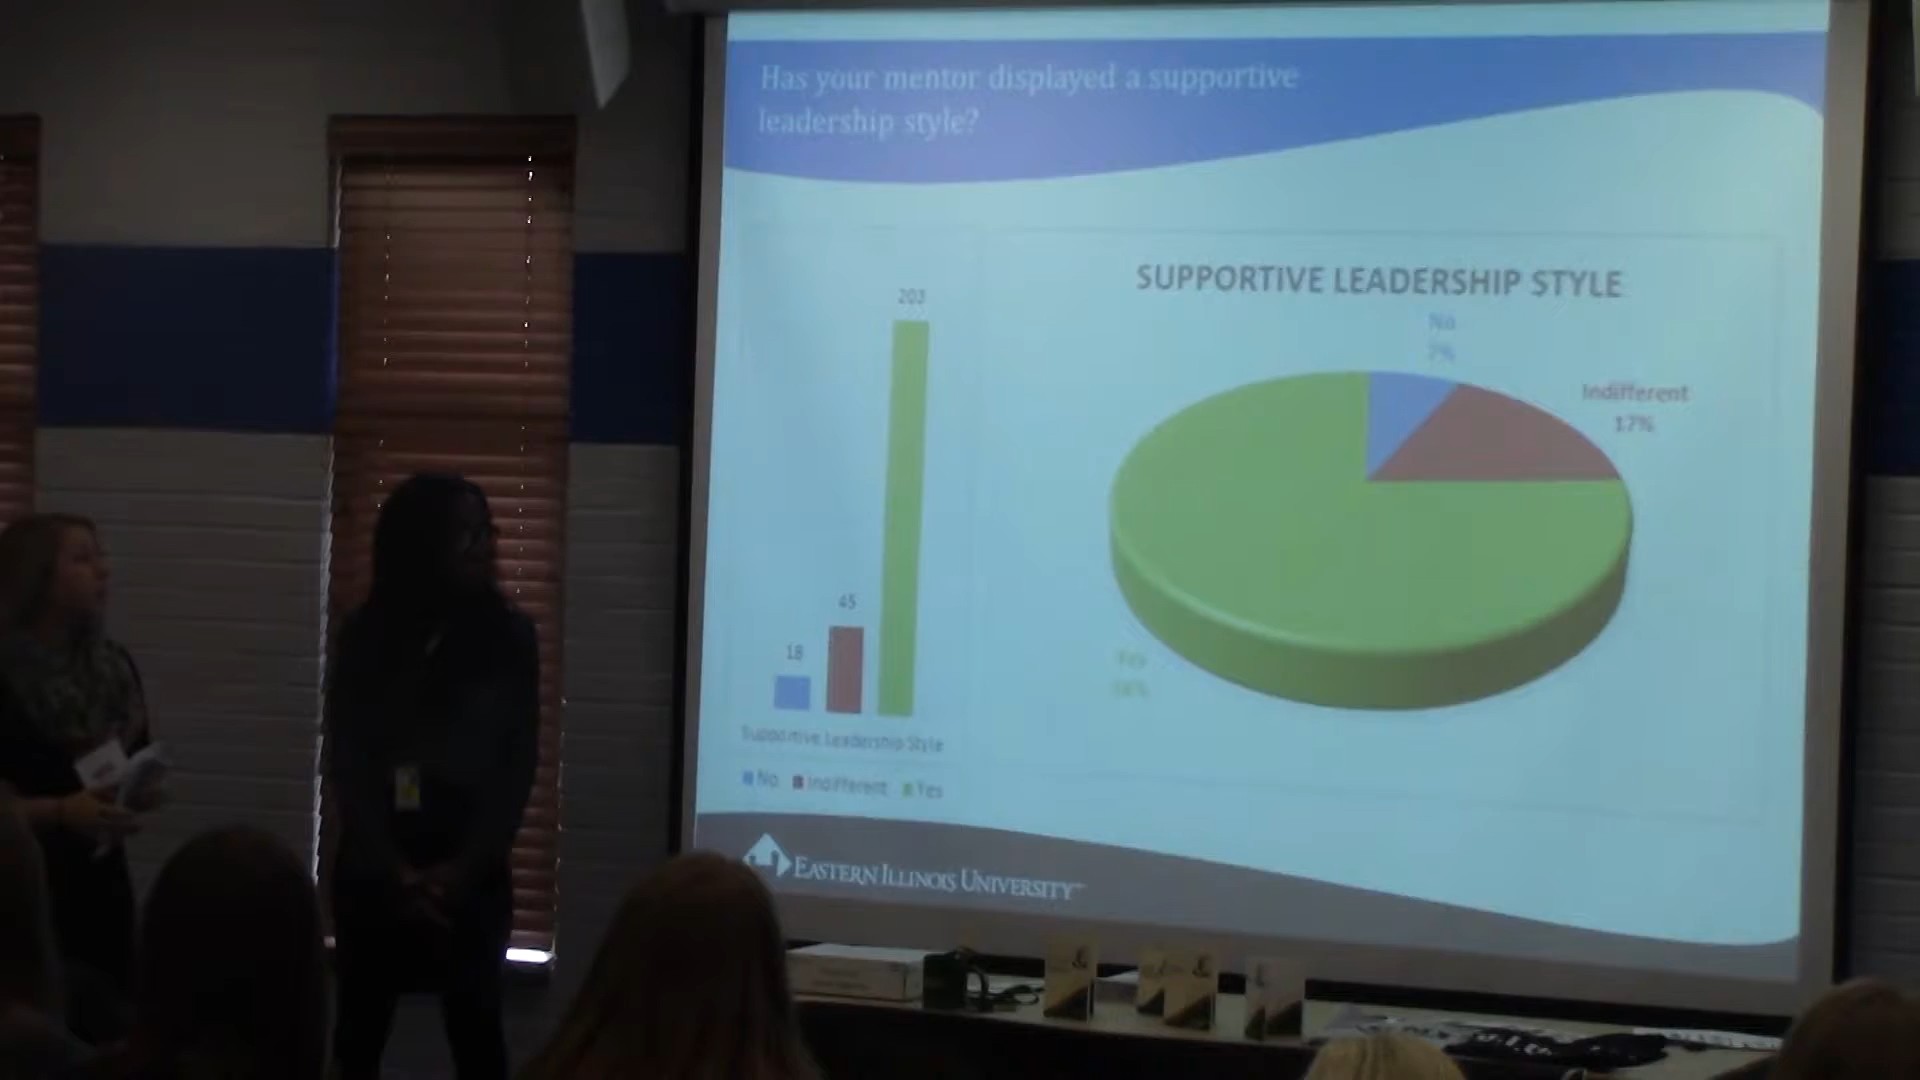 Has your mentor displayed a supportive
leadership style?
203
45
18
Supportive Leadership Style
No Indifferent Yes
SUPPORTIVE LEADERSHIP STYLE
No
7%
Indifferent
17%
Yes
EASTERN ILLINOIS UNIVERSITY